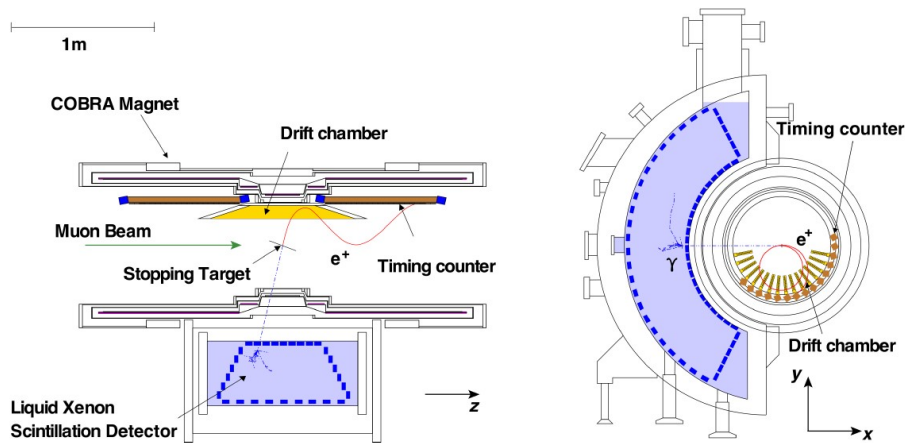 1m
COBRA Magnet
Drift chamber
Muon Beam
Stopping Target
e+
Timing counter
Liquid Xenon
Scintillation Detector
z
Timing counter
e+
γ
Drift chamber
y
x